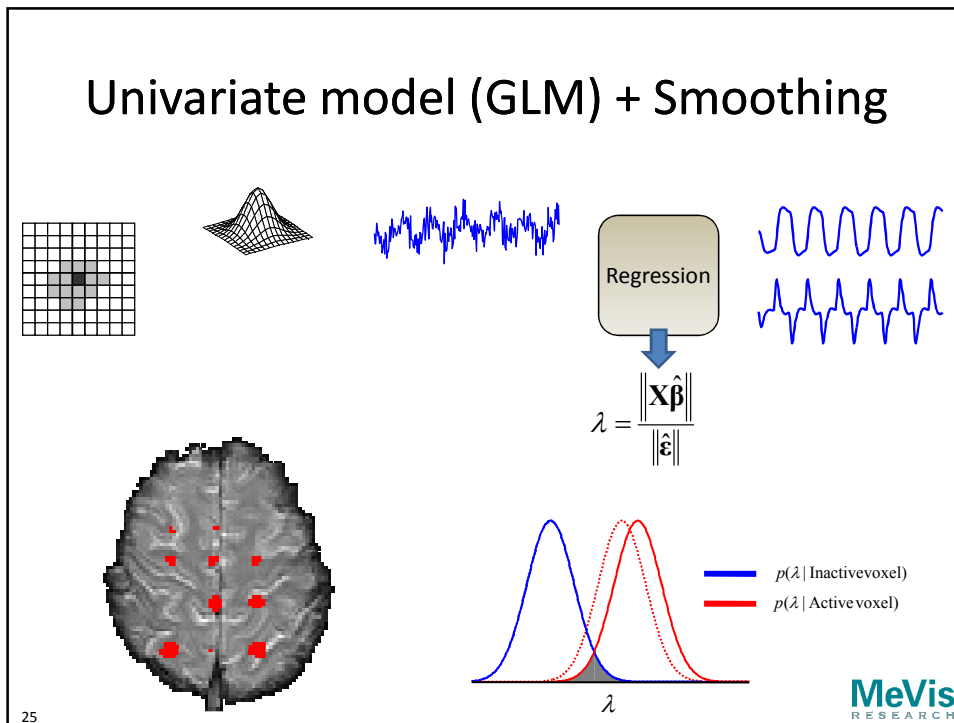 Univariate model (GLM) + Smoothing
Regression
λ = ‖Xβ̂‖ / ‖ε̂‖
p(λ | Inactivevoxel)
p(λ | Activevoxel)
λ
25
MeVis
RESEARCH